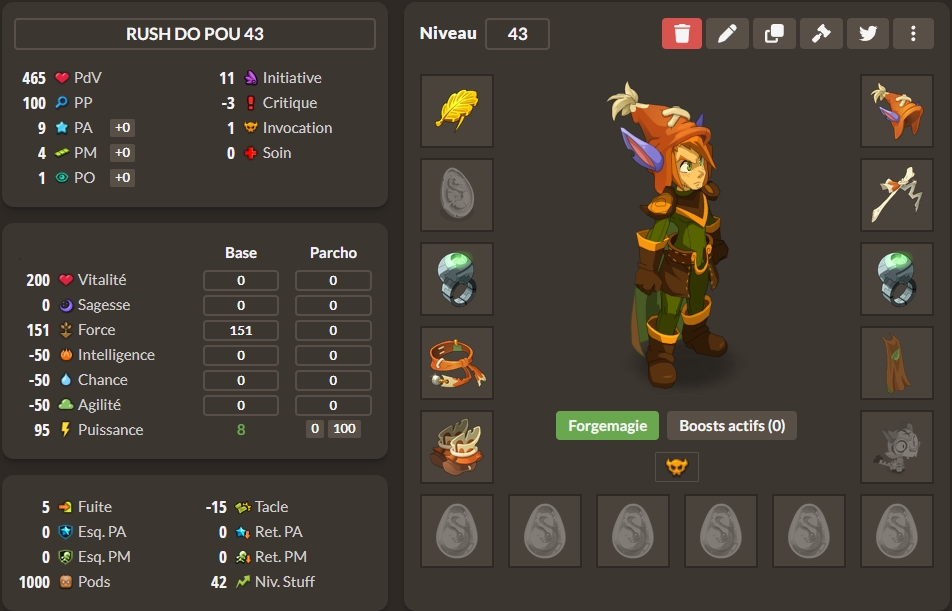 RUSH DO POU 43
465 PdV
11 Initiative
100 PP
-3 Critique
9 PA +0
1 Invocation
4 PM +0
0 Soin
1 PO +0
Base Parcho
200 Vitalité 0 0
0 Sagesse 0 0
151 Force 151 0
-50 Intelligence 0 0
-50 Chance 0 0
-50 Agilité 0 0
95 Puissance 8 0 100
5 Fuite
-15 Tacle
0 Esq. PA
0 Ret. PA
0 Esq. PM
0 Ret. PM
1000 Pods
42 Niv. Stuff
Niveau 43
Forgemagie
Boosts actifs (0)